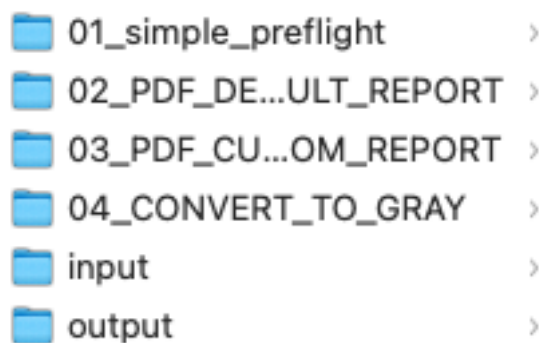 01_simple_preflight
02_PDF_DE...ULT_REPORT
03_PDF_CU...OM_REPORT
04_CONVERT_TO_GRAY
input
output